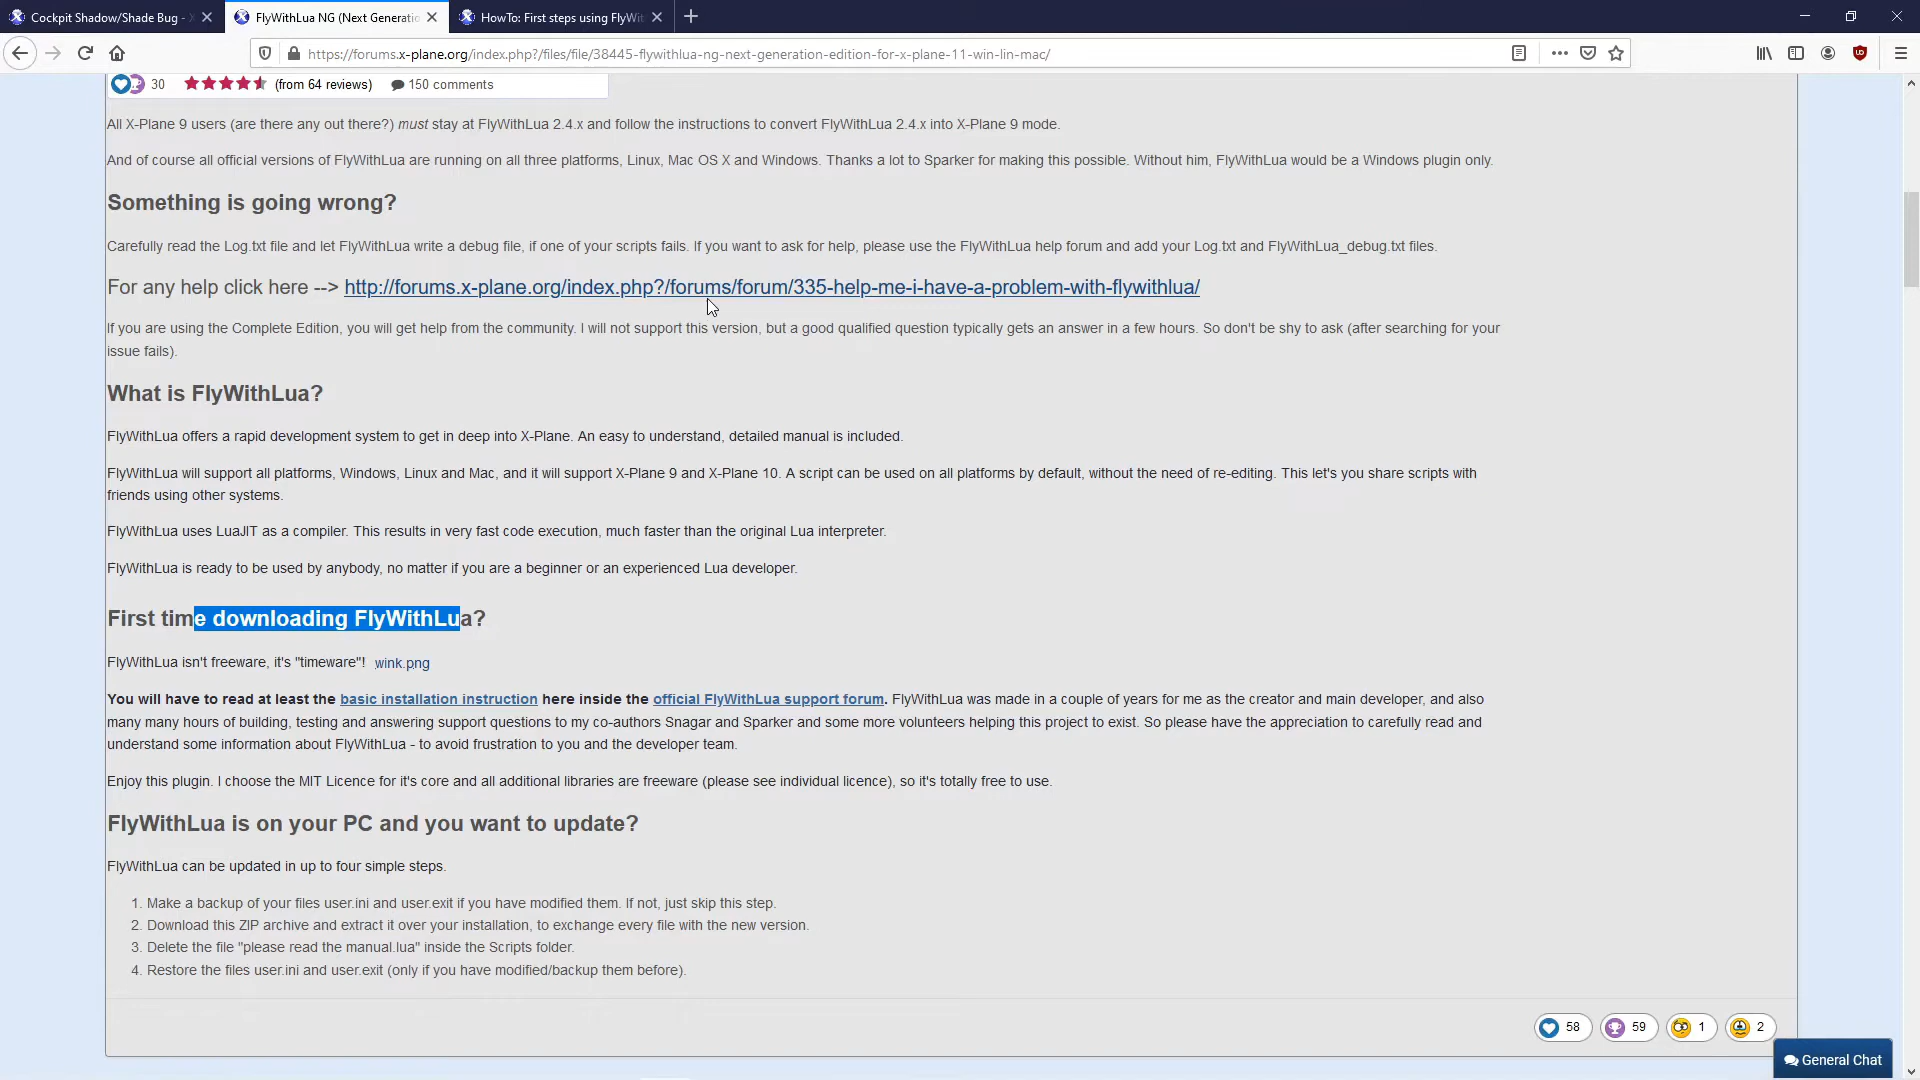 Cockpit Shadow/Shade Bug -
FlyWithLua NG (Next Generatio
HowTo: First steps using FlyWit
https://forums.x-plane.org/index.php?/files/file/38445-flywithlua-ng-next-generation-edition-for-x-plane-11-win-lin-mac/
30 (from 64 reviews) 150 comments
All X-Plane 9 users (are there any out there?) must stay at FlyWithLua 2.4.x and follow the instructions to convert FlyWithLua 2.4.x into X-Plane 9 mode.
And of course all official versions of FlyWithLua are running on all three platforms, Linux, Mac OS X and Windows. Thanks a lot to Sparker for making this possible. Without him, FlyWithLua would be a Windows plugin only.
Something is going wrong?
Carefully read the Log.txt file and let FlyWithLua write a debug file, if one of your scripts fails. If you want to ask for help, please use the FlyWithLua help forum and add your Log.txt and FlyWithLua_debug.txt files.
For any help click here --> http://forums.x-plane.org/index.php?/forums/forum/335-help-me-i-have-a-problem-with-flywithlua/
If you are using the Complete Edition, you will get help from the community. I will not support this version, but a good qualified question typically gets an answer in a few hours. So don't be shy to ask (after searching for your
issue fails).
What is FlyWithLua?
FlyWithLua offers a rapid development system to get in deep into X-Plane. An easy to understand, detailed manual is included.
FlyWithLua will support all platforms, Windows, Linux and Mac, and it will support X-Plane 9 and X-Plane 10. A script can be used on all platforms by default, without the need of re-editing. This let's you share scripts with
friends using other systems.
FlyWithLua uses LuaJIT as a compiler. This results in very fast code execution, much faster than the original Lua interpreter.
FlyWithLua is ready to be used by anybody, no matter if you are a beginner or an experienced Lua developer.
First time downloading FlyWithLua?
FlyWithLua isn't freeware, it's "timeware"! wink.png
You will have to read at least the basic installation instruction here inside the official FlyWithLua support forum. FlyWithLua was made in a couple of years for me as the creator and main developer, and also
many many hours of building, testing and answering support questions to my co-authors Snagar and Sparker and some more volunteers helping this project to exist. So please have the appreciation to carefully read and
understand some information about FlyWithLua - to avoid frustration to you and the developer team.
Enjoy this plugin. I choose the MIT Licence for it's core and all additional libraries are freeware (please see individual licence), so it's totally free to use.
FlyWithLua is on your PC and you want to update?
FlyWithLua can be updated in up to four simple steps.
1. Make a backup of your files user.ini and user.exit if you have modified them. If not, just skip this step.
2. Download this ZIP archive and extract it over your installation, to exchange every file with the new version.
3. Delete the file "please read the manual.lua" inside the Scripts folder.
4. Restore the files user.ini and user.exit (only if you have modified/backup them before).
58 59 1 2
General Chat